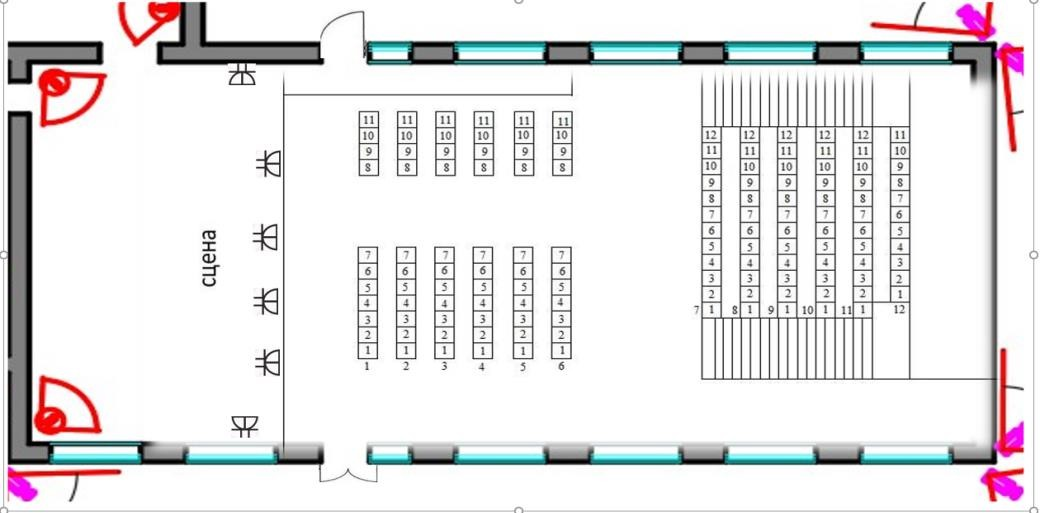 сцена
11 11 11 11 11 11
10 10 10 10 10 10
9 9 9 9 9 9
8 8 8 8 8 8
7 7 7 7 7 7
6 6 6 6 6 6
5 5 5 5 5 5
4 4 4 4 4 4
3 3 3 3 3 3
2 2 2 2 2 2
1 1 1 1 1 1
1 2 3 4 5 6
12 12 12 12 12 11
11 11 11 11 11 10
10 10 10 10 10 9
9 9 9 9 9 8
8 8 8 8 8 7
7 7 7 7 7 6
6 6 6 6 6 5
5 5 5 5 5 4
4 4 4 4 4 3
3 3 3 3 3 2
2 2 2 2 2 1
7 1 8 1 9 1 10 1 11 1 12